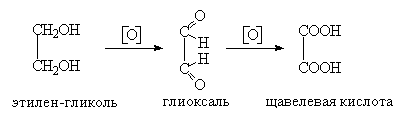 CH₂OH
CH₂OH
[O]
O
C
H
H
C
O
[O]
COOH
COOH
этилен-гликоль
глиоксаль
щавелевая кислота